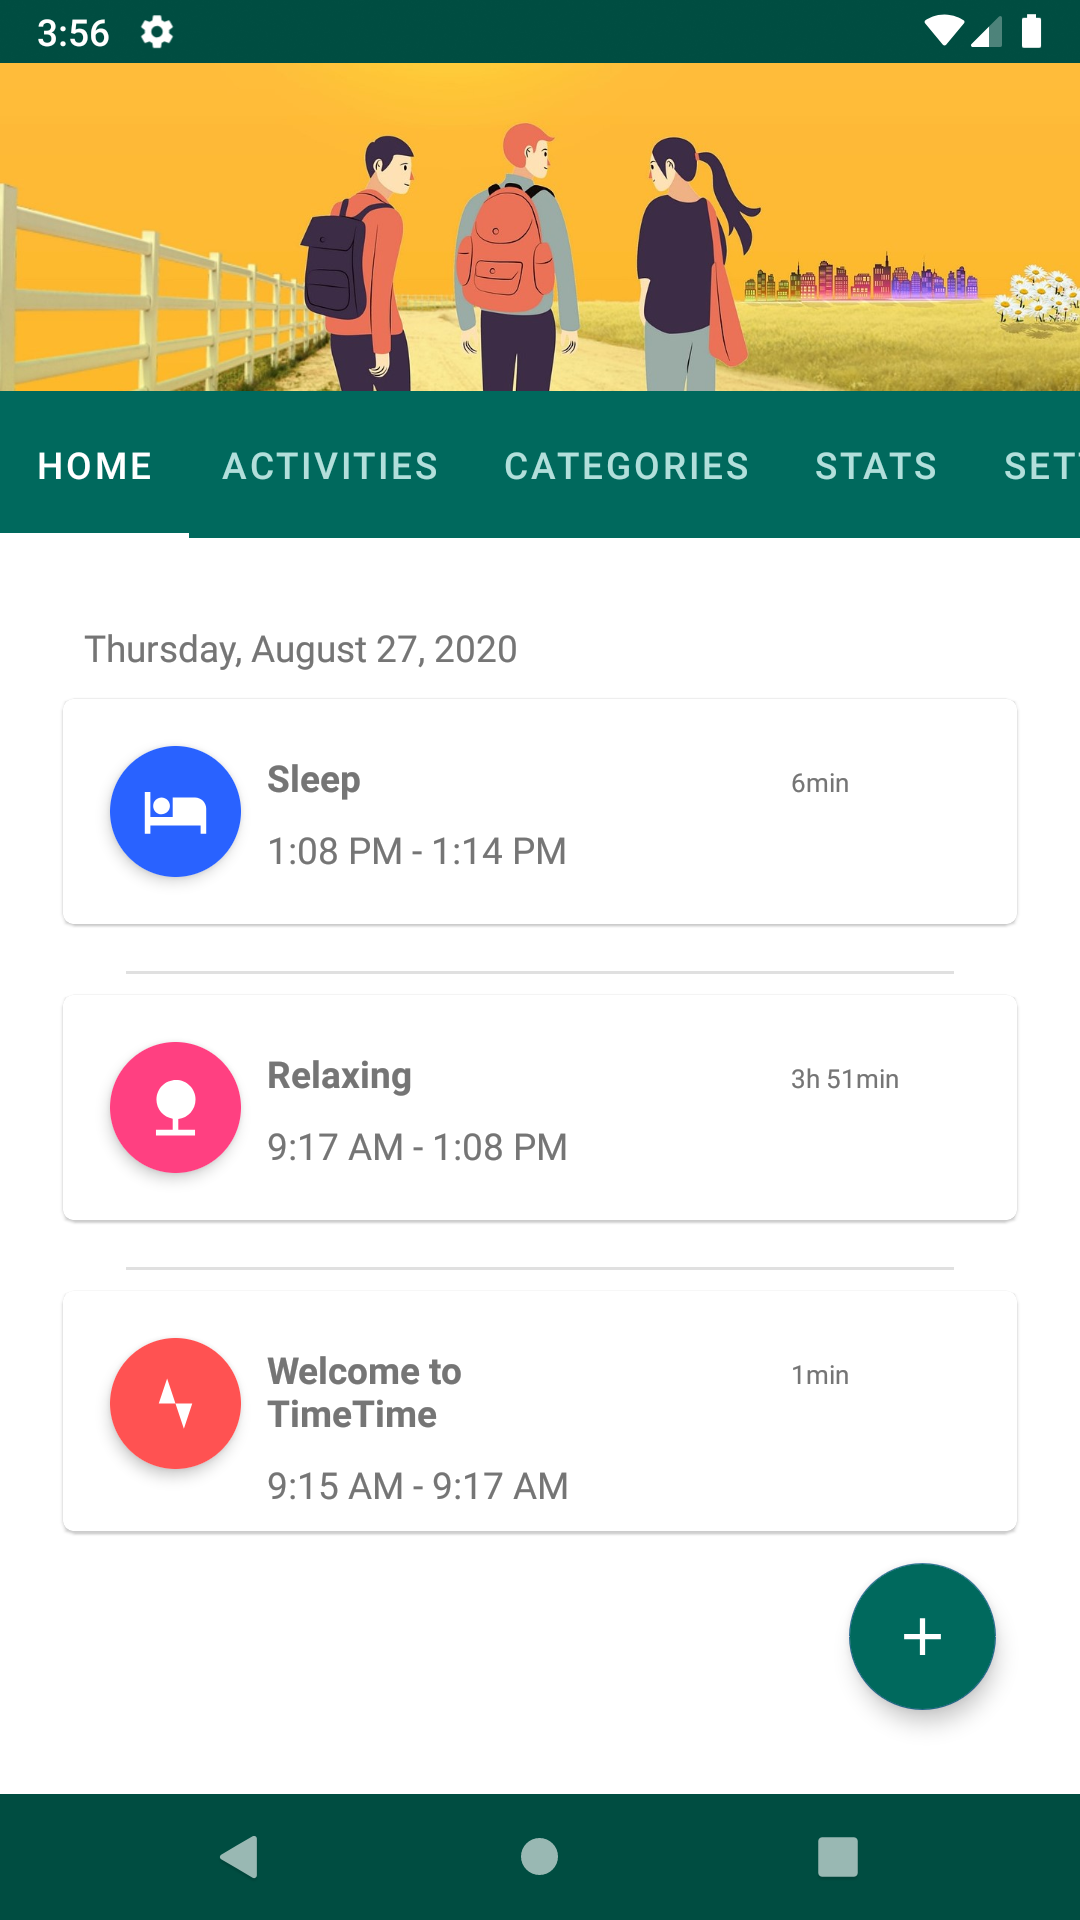 3:56
HOME ACTIVITIES CATEGORIES STATS SET
Thursday, August 27, 2020
Sleep 6min
1:08 PM - 1:14 PM
Relaxing 3h 51min
9:17 AM - 1:08 PM
Welcome to 1min
TimeTime
9:15 AM - 9:17 AM